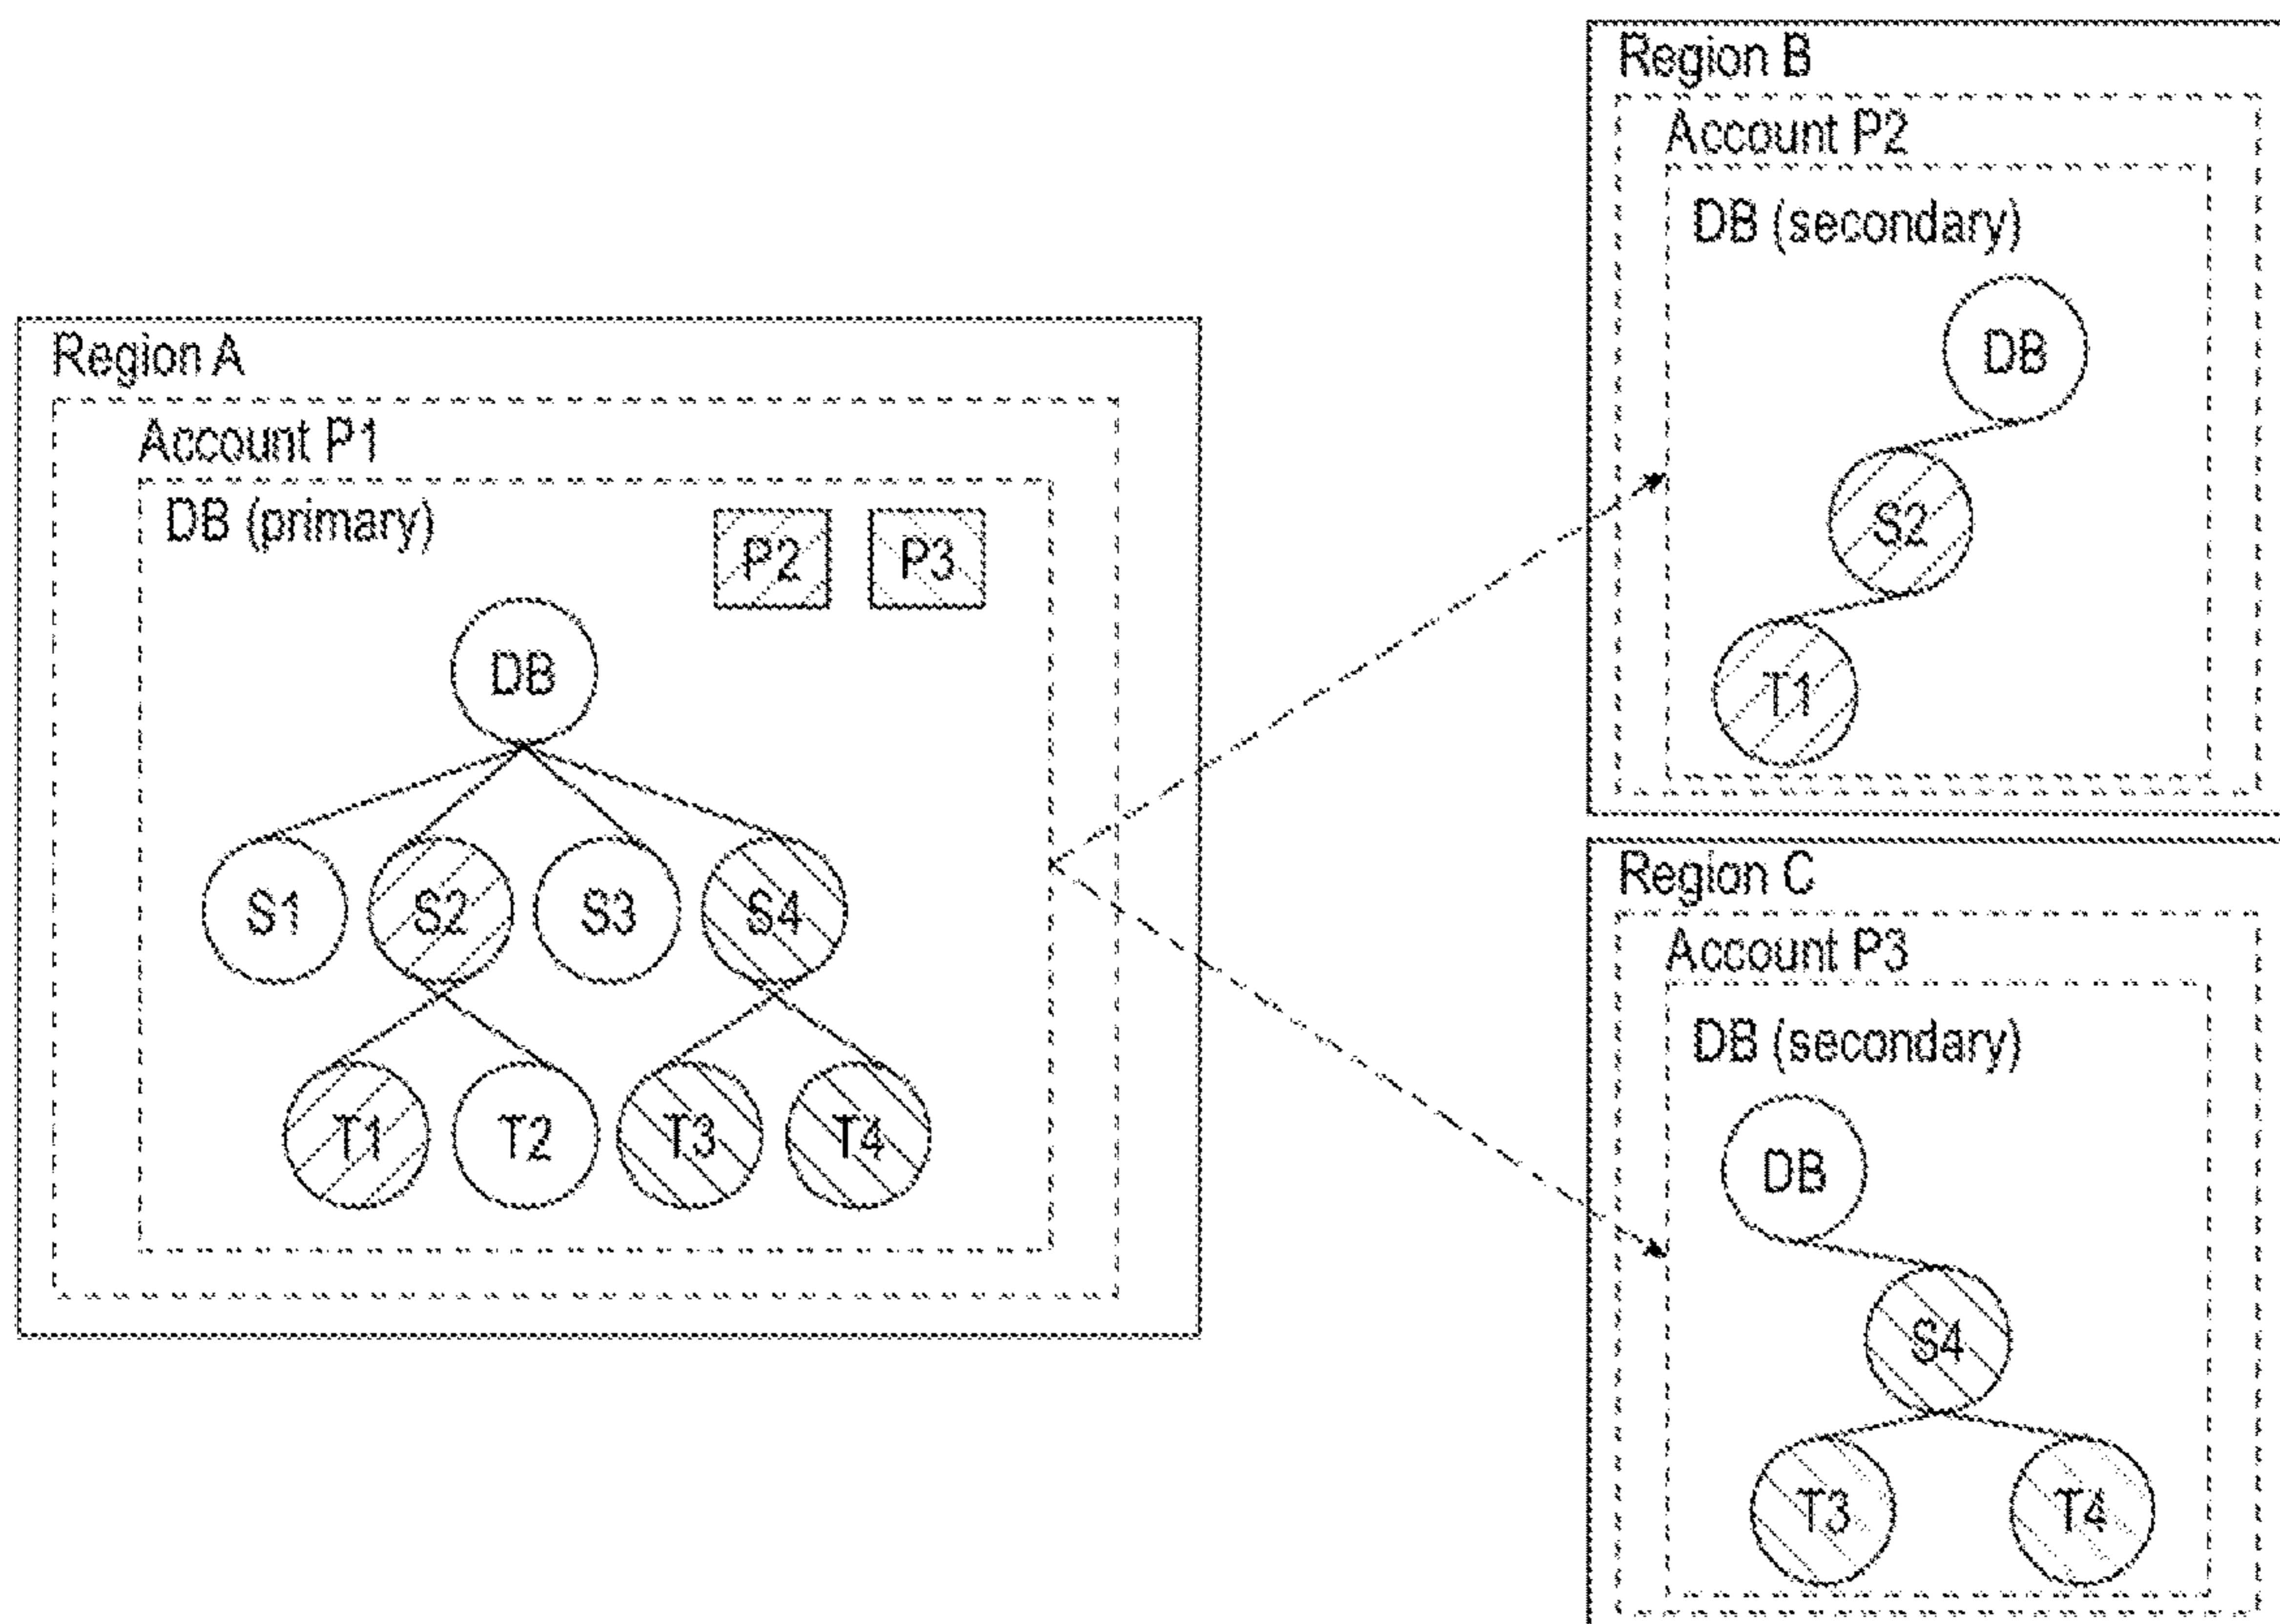 Region A
Account P1
DB (primary)
P2 P3
DB
S1 S2 S3 S4
T1 T2 T3 T4
Region B
Account P2
DB (secondary)
DB
S2
T1
Region C
Account P3
DB (secondary)
DB
S4
T3 T4